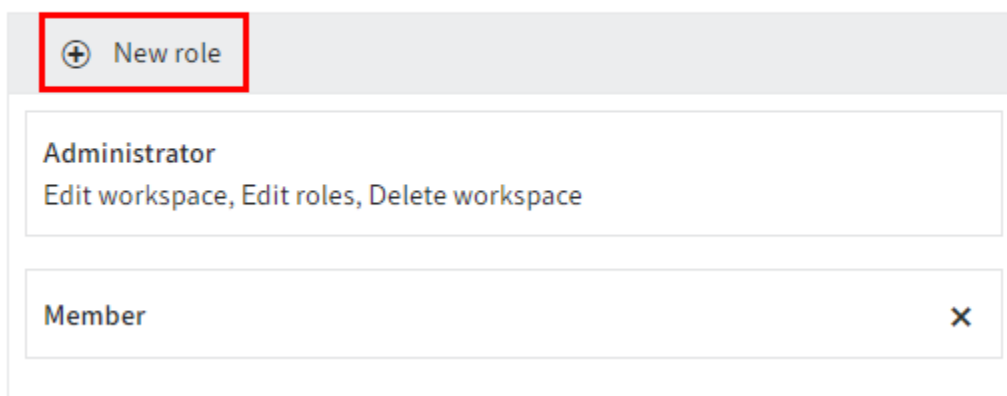 New role
Administrator
Edit workspace, Edit roles, Delete workspace
Member